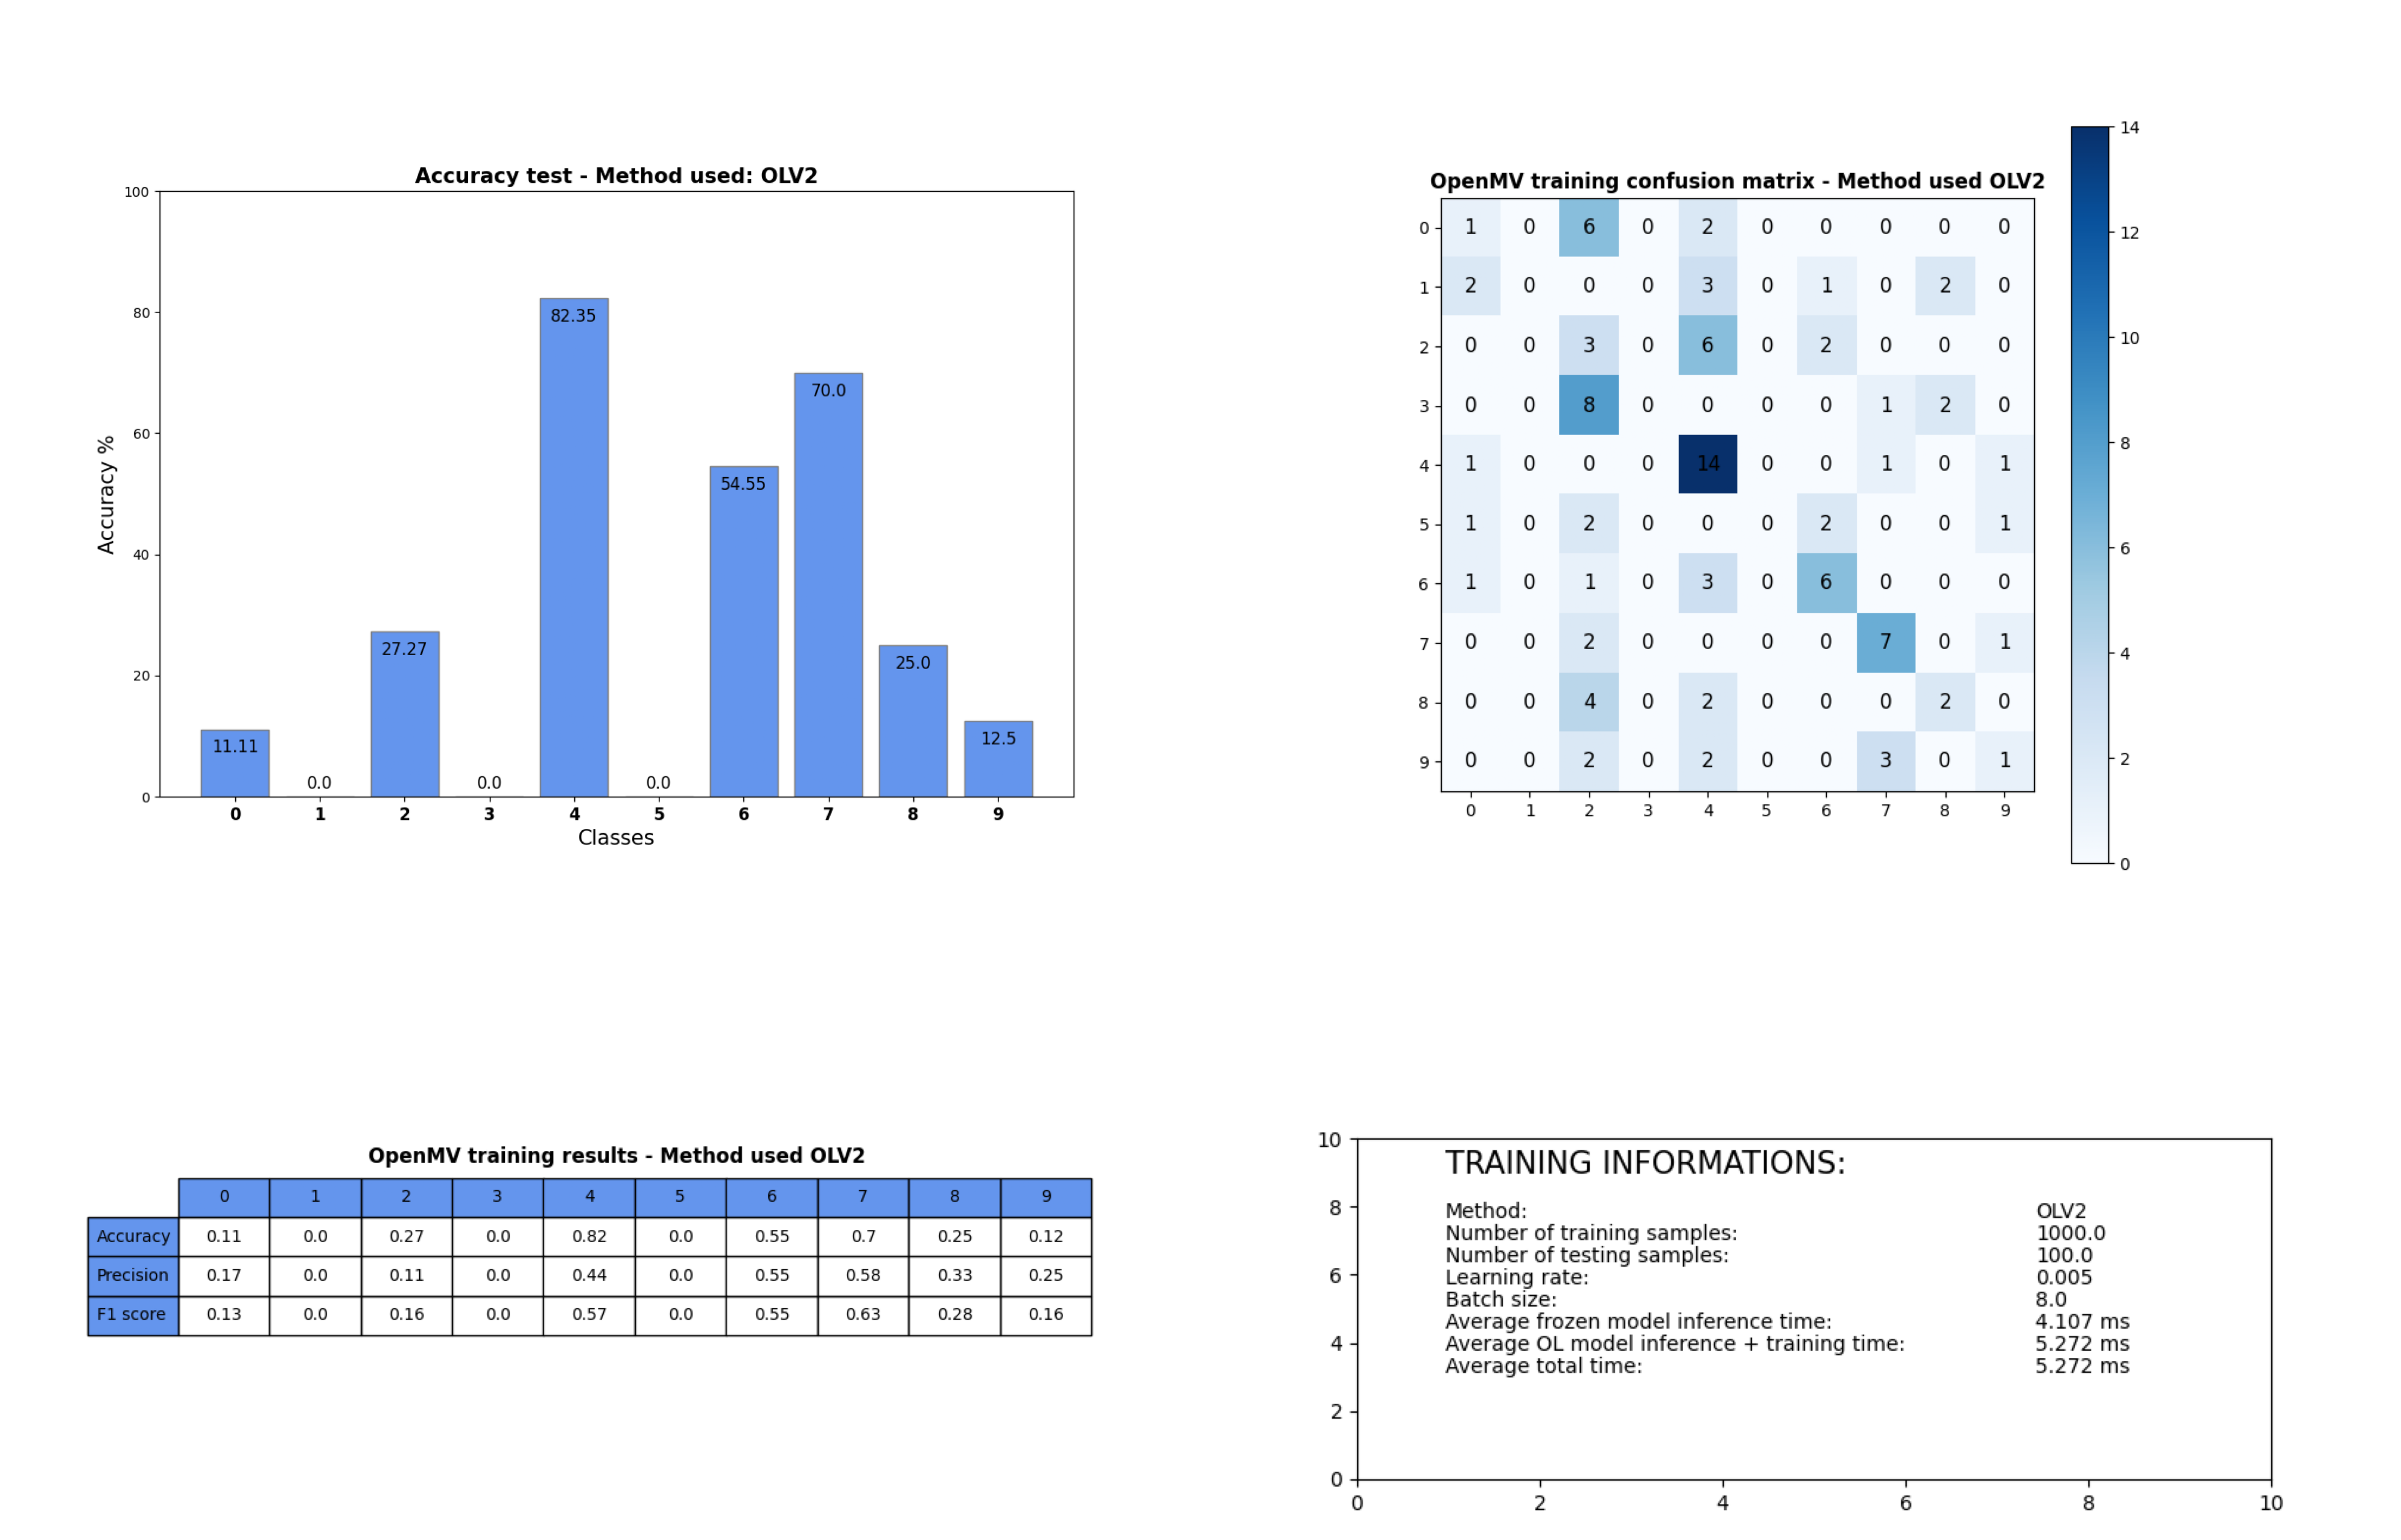 Accuracy test - Method used: OLV2
100
80
60
40
20
0
Accuracy %
11.11
0.0
27.27
0.0
82.35
0.0
54.55
70.0
25.0
12.5
0 1 2 3 4 5 6 7 8 9
Classes
OpenMV training confusion matrix - Method used OLV2
0 1 0 6 0 2 0 0 0 0 0
1 2 0 0 0 3 0 1 0 2 0
2 0 0 3 0 6 0 2 0 0 0
3 0 0 8 0 0 0 0 1 2 0
4 1 0 0 0 14 0 0 1 0 1
5 1 0 2 0 0 0 2 0 0 1
6 1 0 1 0 3 0 6 0 0 0
7 0 0 2 0 0 0 0 7 0 1
8 0 0 4 0 2 0 0 0 2 0
9 0 0 2 0 2 0 0 3 0 1
0 1 2 3 4 5 6 7 8 9
14
12
10
8
6
4
2
0
OpenMV training results - Method used OLV2
0 1 2 3 4 5 6 7 8 9
Accuracy 0.11 0.0 0.27 0.0 0.82 0.0 0.55 0.7 0.25 0.12
Precision 0.17 0.0 0.11 0.0 0.44 0.0 0.55 0.58 0.33 0.25
F1 score 0.13 0.0 0.16 0.0 0.57 0.0 0.55 0.63 0.28 0.16
10
8
6
4
2
0
TRAINING INFORMATIONS:
Method: OLV2
Number of training samples: 1000.0
Number of testing samples: 100.0
Learning rate: 0.005
Batch size: 8.0
Average frozen model inference time: 4.107 ms
Average OL model inference + training time: 5.272 ms
Average total time: 5.272 ms
0 2 4 6 8 10